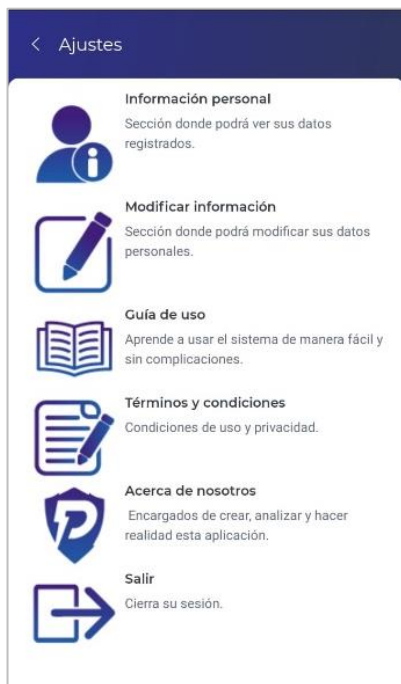 Ajustes
Información personal
Sección donde podrá ver sus datos
registrados.
Modificar información
Sección donde podrá modificar sus datos
personales.
Guía de uso
Aprende a usar el sistema de manera fácil y
sin complicaciones.
Términos y condiciones
Condiciones de uso y privacidad.
Acerca de nosotros
Encargados de crear, analizar y hacer
realidad esta aplicación.
Salir
Cierra su sesión.